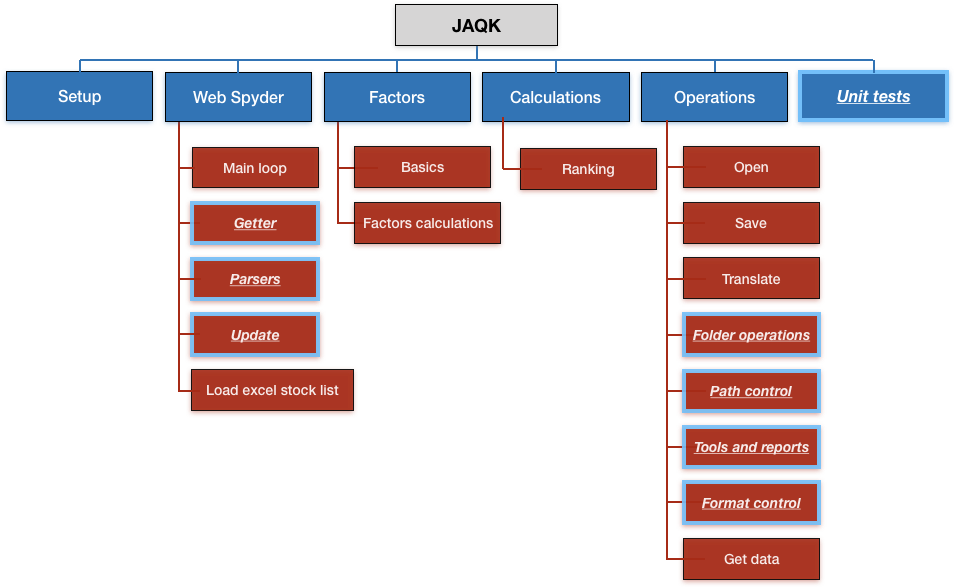 JAQK
Setup
Web Spyder
Factors
Calculations
Operations
Unit tests
Main loop
Getter
Parsers
Update
Load excel stock list
Basics
Factors calculations
Ranking
Open
Save
Translate
Folder operations
Path control
Tools and reports
Format control
Get data